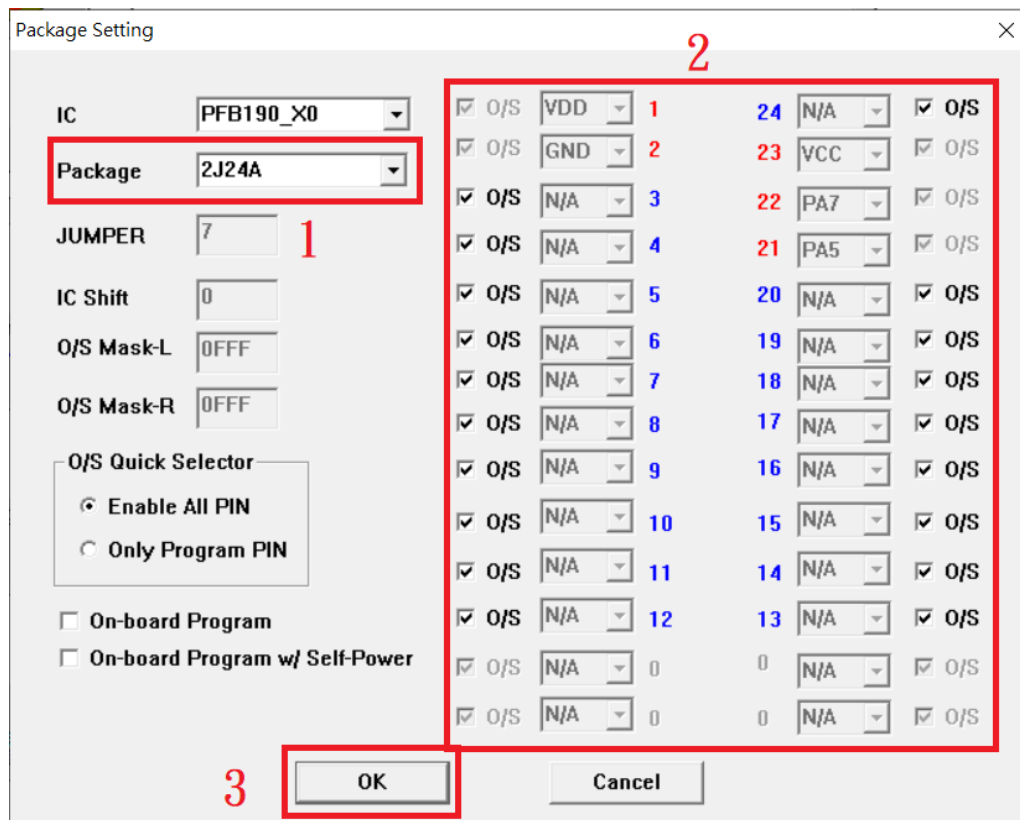 Package Setting
2
IC PFB190_X0
Package 2J24A
1
JUMPER 7
IC Shift 0
O/S Mask-L 0FFF
O/S Mask-R 0FFF
O/S Quick Selector
Enable All PIN
Only Program PIN
On-board Program
On-board Program w/ Self-Power
O/S VDD 1 24 N/A O/S
O/S GND 2 23 VCC O/S
O/S N/A 3 22 PA7 O/S
O/S N/A 4 21 PA5 O/S
O/S N/A 5 20 N/A O/S
O/S N/A 6 19 N/A O/S
O/S N/A 7 18 N/A O/S
O/S N/A 8 17 N/A O/S
O/S N/A 9 16 N/A O/S
O/S N/A 10 15 N/A O/S
O/S N/A 11 14 N/A O/S
O/S N/A 12 13 N/A O/S
O/S N/A 0 0 N/A O/S
O/S N/A 0 0 N/A O/S
3
OK Cancel